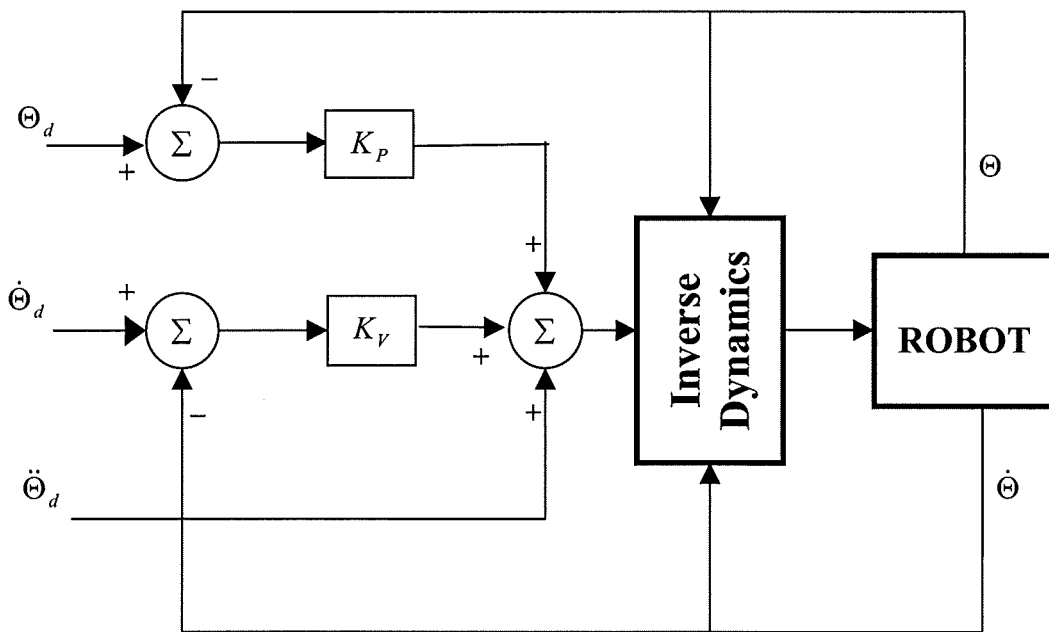 −
Θ_d
Σ
K_P
+
Θ
+
Θ̇_d
+
Σ
K_V
Σ
+
Inverse
Dynamics
ROBOT
−
+
Θ̈_d
Θ̇